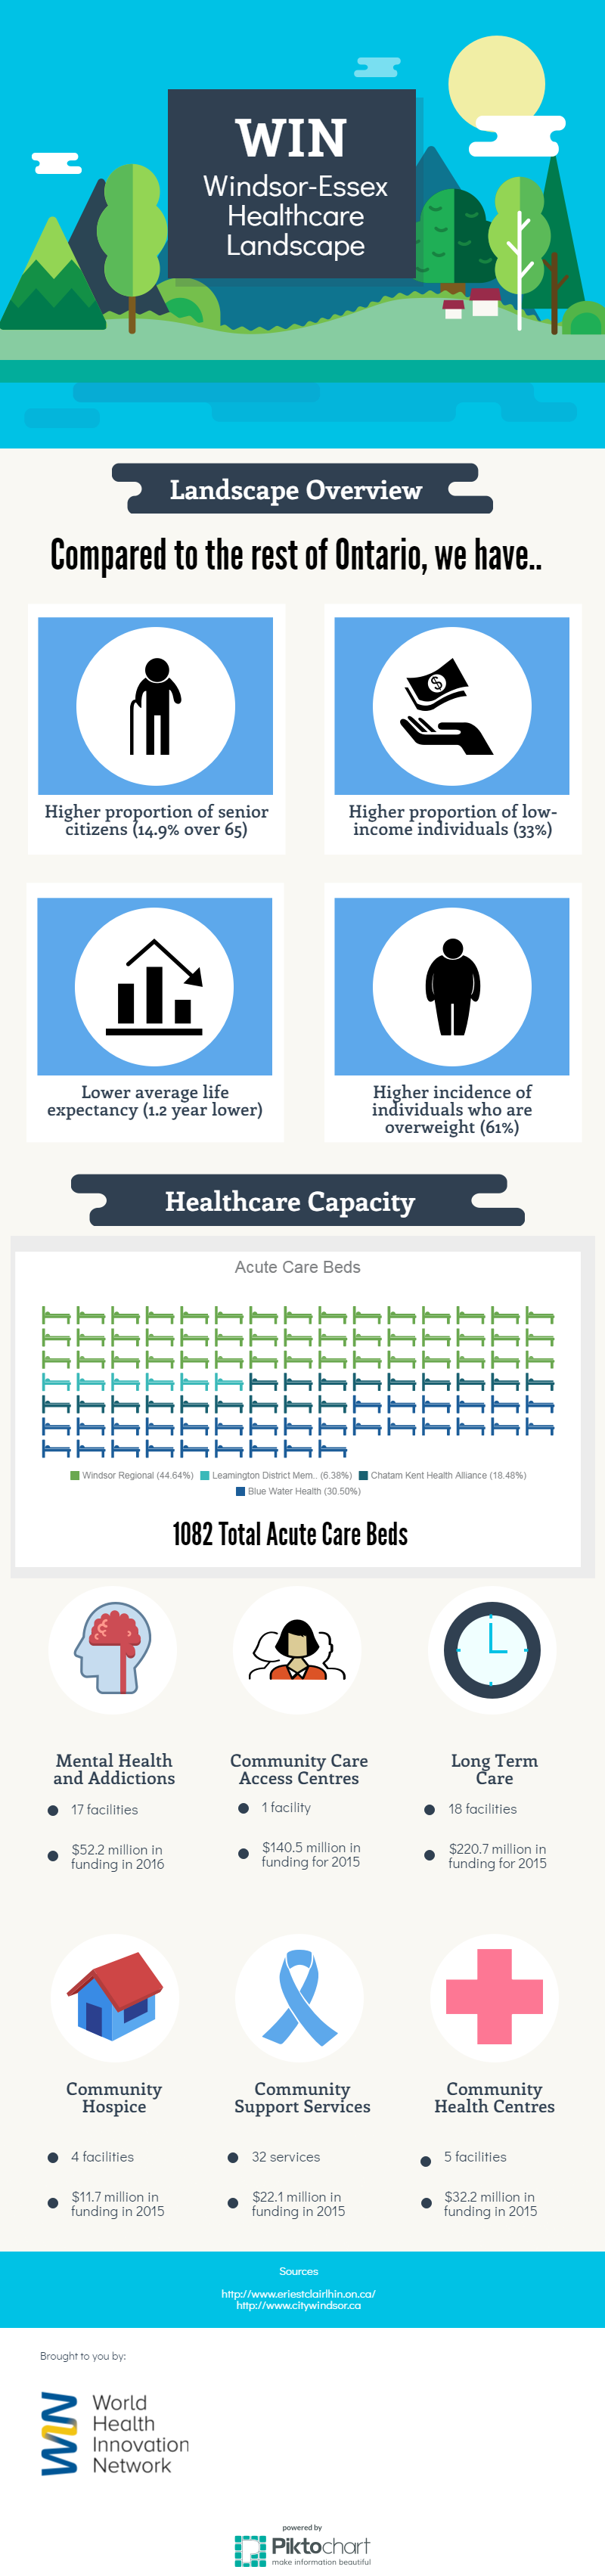 WIN
Windsor-Essex
Healthcare
Landscape
Landscape Overview
Compared to the rest of Ontario, we have..
Higher proportion of senior
citizens (14.9% over 65)
Higher proportion of low-
income individuals (33%)
Lower average life
expectancy (1.2 year lower)
Higher incidence of
individuals who are
overweight (61%)
Healthcare Capacity
Acute Care Beds
Windsor Regional (44.64%)
Leamington District Mem.. (6.38%)
Chatam Kent Health Alliance (18.48%)
Blue Water Health (30.50%)
1082 Total Acute Care Beds
Mental Health
and Addictions
17 facilities
$52.2 million in
funding in 2016
Community Care
Access Centres
1 facility
$140.5 million in
funding for 2015
Long Term
Care
18 facilities
$220.7 million in
funding for 2015
Community
Hospice
4 facilities
$11.7 million in
funding in 2015
Community
Support Services
32 services
$22.1 million in
funding in 2015
Community
Health Centres
5 facilities
$32.2 million in
funding in 2015
Sources
http://www.eriestclairlhin.on.ca/
http://www.citywindsor.ca
Brought to you by:
WIN
World
Health
Innovation
Network
powered by
Piktochart
make information beautiful